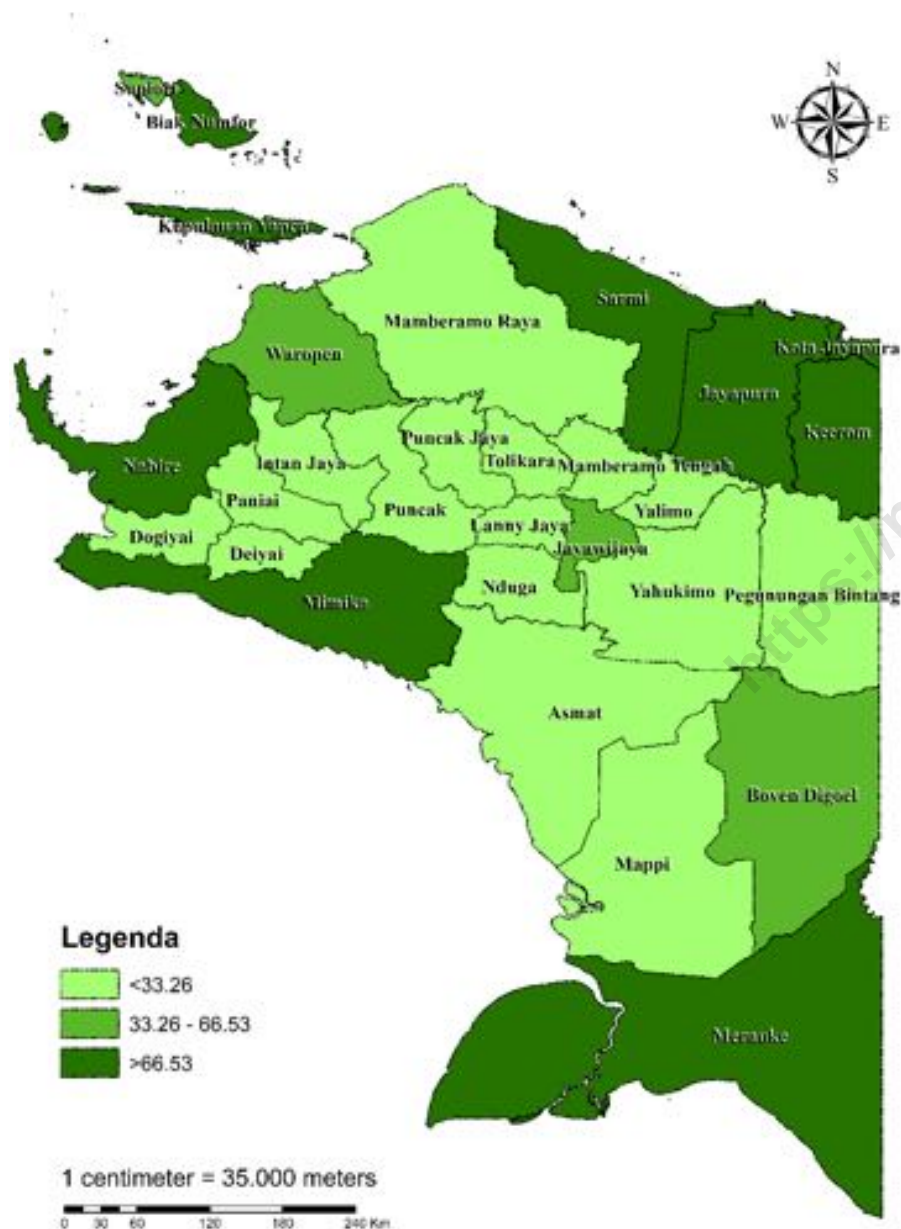 N
W E
S
Supiori
Biak Numfor
Kepulauan Yapen
Sarmi
Mamberamo Raya
Waropen
Kota Jayapura
Jayapura
Keerom
Nabire
Puncak Jaya
Intan Jaya
Tolikara
Mamberamo Tengah
Paniai
Puncak
Lanny Jaya
Yalimo
Dogiyai
Deiyai
Jayawijaya
Mimika
Nduga
Yahukimo
Pegunungan Bintang
https://
Asmat
Boven Digoel
Mappi
Merauke
Legenda
<33.26
33.26 - 66.53
>66.53
1 centimeter = 35.000 meters
0 15 30 60 120 180 240 Km